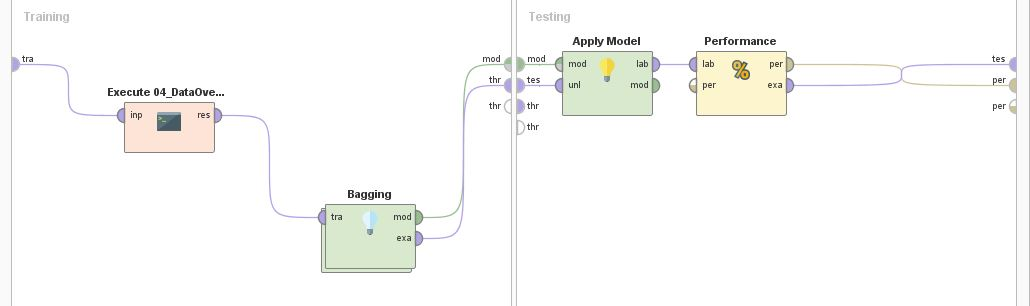 Training
Testing
tra
Execute 04_DataOve...
inp
res
Bagging
tra
mod
exa
mod
thr
thr
mod
tes
thr
thr
Apply Model
mod
lab
unl
mod
Performance
lab
per
per
exa
tes
per
per